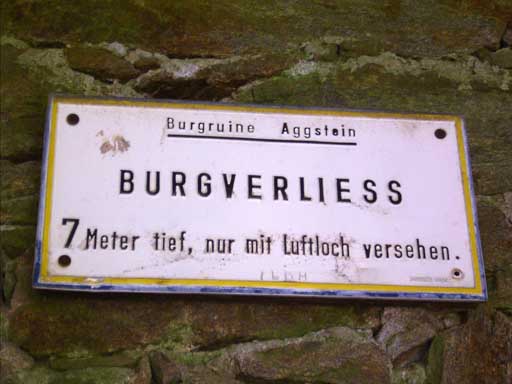 Burgruine Aggstein
BURGVERLIESS
7 Meter tief, nur mit Luftloch versehen.